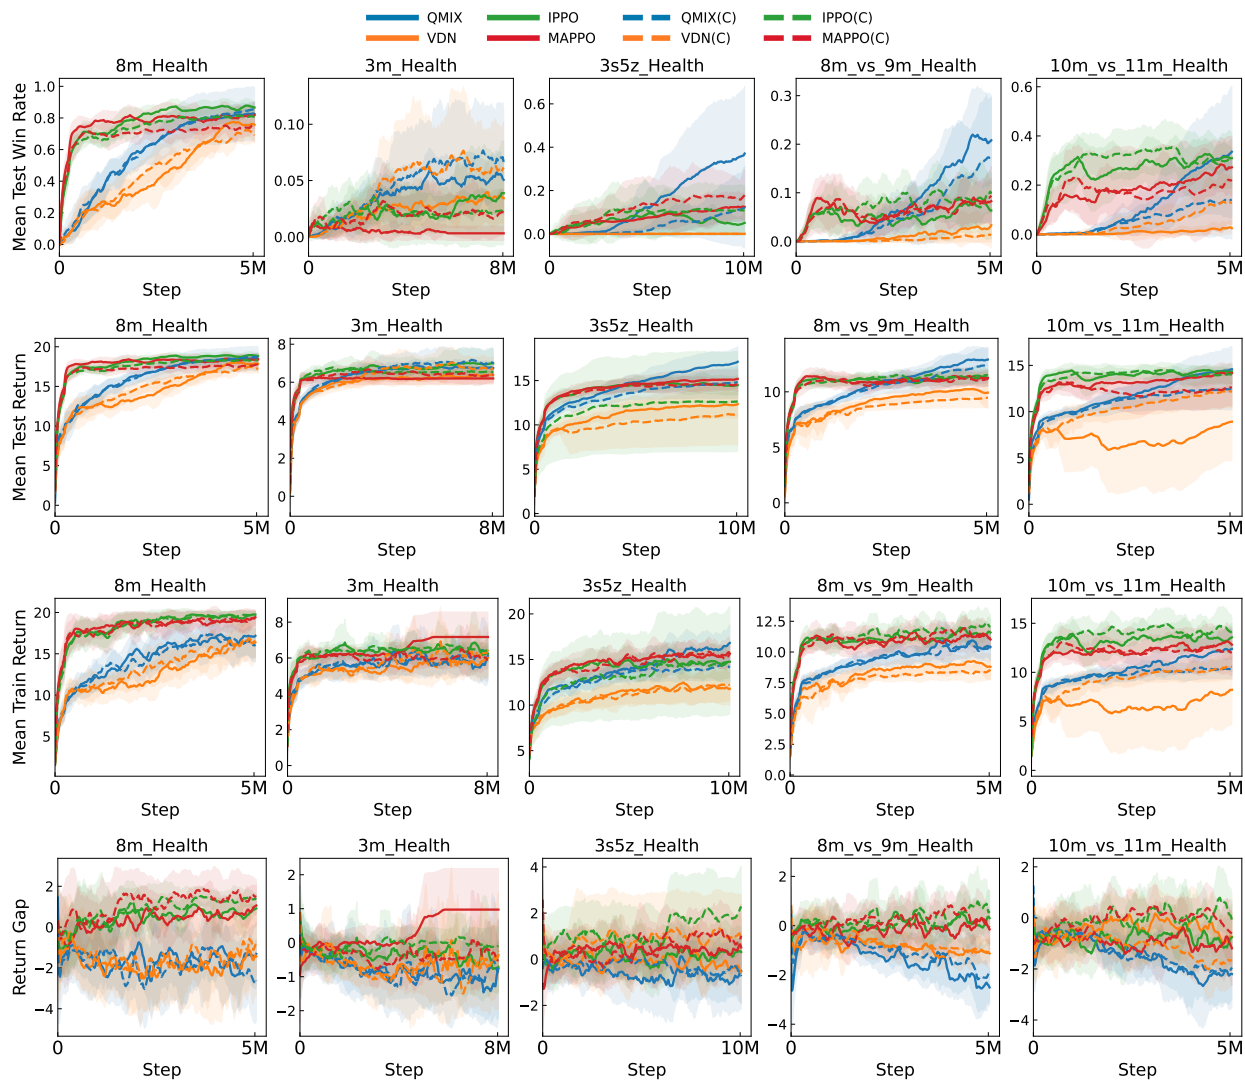 QMIX IPPO QMIX(C) IPPO(C)
VDN MAPPO VDN(C) MAPPO(C)
8m_Health 3m_Health 3s5z_Health 8m_vs_9m_Health 10m_vs_11m_Health
Mean Test Win Rate
1.0 0.8 0.6 0.4 0.2 0.0
0.10 0.05 0.00
0.6 0.4 0.2 0.0
0.3 0.2 0.1 0.0
0.6 0.4 0.2 0.0
0 5M 0 8M 0 10M 0 5M 0 5M
Step Step Step Step Step
8m_Health 3m_Health 3s5z_Health 8m_vs_9m_Health 10m_vs_11m_Health
Mean Test Return
20 15 10 5 0
8 6 4 2 0
15 10 5 0
10 5 0
15 10 5 0
0 5M 0 8M 0 10M 0 5M 0 5M
Step Step Step Step Step
8m_Health 3m_Health 3s5z_Health 8m_vs_9m_Health 10m_vs_11m_Health
Mean Train Return
20 15 10 5
8 6 4 2 0
20 15 10 5
12.5 10.0 7.5 5.0 2.5 0.0
15 10 5 0
0 5M 0 8M 0 10M 0 5M 0 5M
Step Step Step Step Step
8m_Health 3m_Health 3s5z_Health 8m_vs_9m_Health 10m_vs_11m_Health
Return Gap
2 0 −2 −4
2 1 0 −1 −2
4 2 0 −2
2 0 −2 −4
2 0 −2 −4
0 5M 0 8M 0 10M 0 5M 0 5M
Step Step Step Step Step